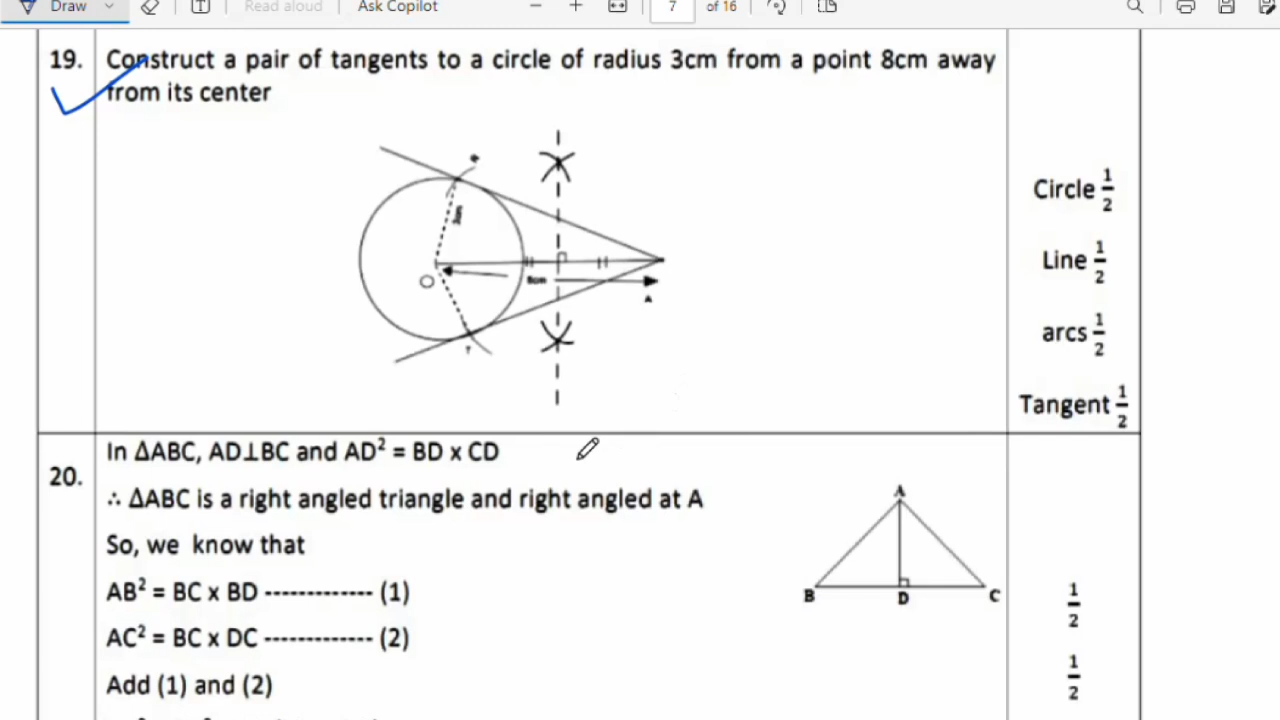 Draw
Read aloud
Ask Copilot
7
of 16
19.
Construct a pair of tangents to a circle of radius 3cm from a point 8cm away
from its center
3cm
O
8cm
A
Circle 1/2
Line 1/2
arcs 1/2
Tangent 1/2
20.
In ΔABC, AD⊥BC and AD² = BD x CD
∴ ΔABC is a right angled triangle and right angled at A
So, we know that
AB² = BC x BD ------------- (1)
AC² = BC x DC ------------- (2)
Add (1) and (2)
A
B
D
C
1/2
1/2